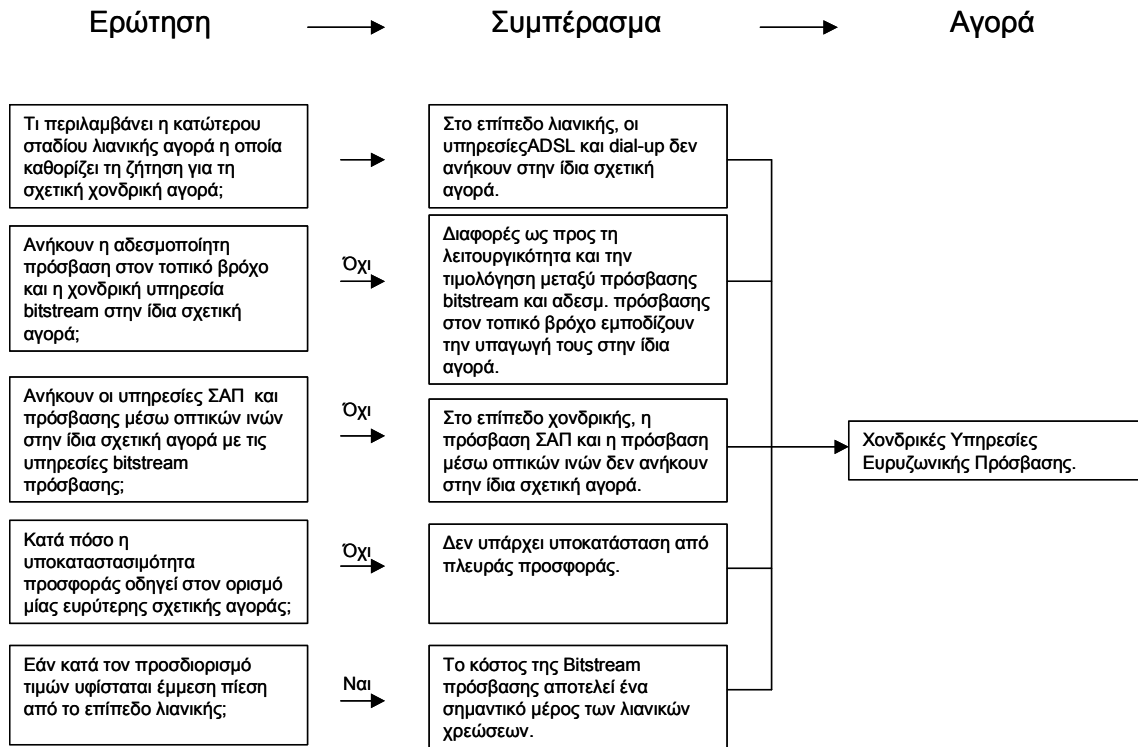 Ερώτηση
Συμπέρασμα
Αγορά
Τι περιλαμβάνει η κατώτερου
σταδίου λιανικής αγορά η οποία
καθορίζει τη ζήτηση για τη
σχετική χονδρική αγορά;
Στο επίπεδο λιανικής, οι
υπηρεσίεςADSL και dial-up δεν
ανήκουν στην ίδια σχετική
αγορά.
Ανήκουν η αδεσμοποίητη
πρόσβαση στον τοπικό βρόχο
και η χονδρική υπηρεσία
bitstream στην ίδια σχετική
αγορά;
Όχι
Διαφορές ως προς τη
λειτουργικότητα και την
τιμολόγηση μεταξύ πρόσβασης
bitstream και αδεσμ. πρόσβασης
στον τοπικό βρόχο εμποδίζουν
την υπαγωγή τους στην ίδια
αγορά.
Ανήκουν οι υπηρεσίες ΣΑΠ και
πρόσβασης μέσω οπτικών ινών
στην ίδια σχετική αγορά με τις
υπηρεσίες bitstream
πρόσβασης;
Όχι
Στο επίπεδο χονδρικής, η
πρόσβαση ΣΑΠ και η πρόσβαση
μέσω οπτικών ινών δεν ανήκουν
στην ίδια σχετική αγορά.
Χονδρικές Υπηρεσίες
Ευρυζωνικής Πρόσβασης.
Κατά πόσο η
υποκαταστασιμότητα
προσφοράς οδηγεί στον ορισμό
μίας ευρύτερης σχετικής αγοράς;
Όχι
Δεν υπάρχει υποκατάσταση από
πλευράς προσφοράς.
Εάν κατά τον προσδιορισμό
τιμών υφίσταται έμμεση πίεση
από το επίπεδο λιανικής;
Ναι
Το κόστος της Bitstream
πρόσβασης αποτελεί ένα
σημαντικό μέρος των λιανικών
χρεώσεων.